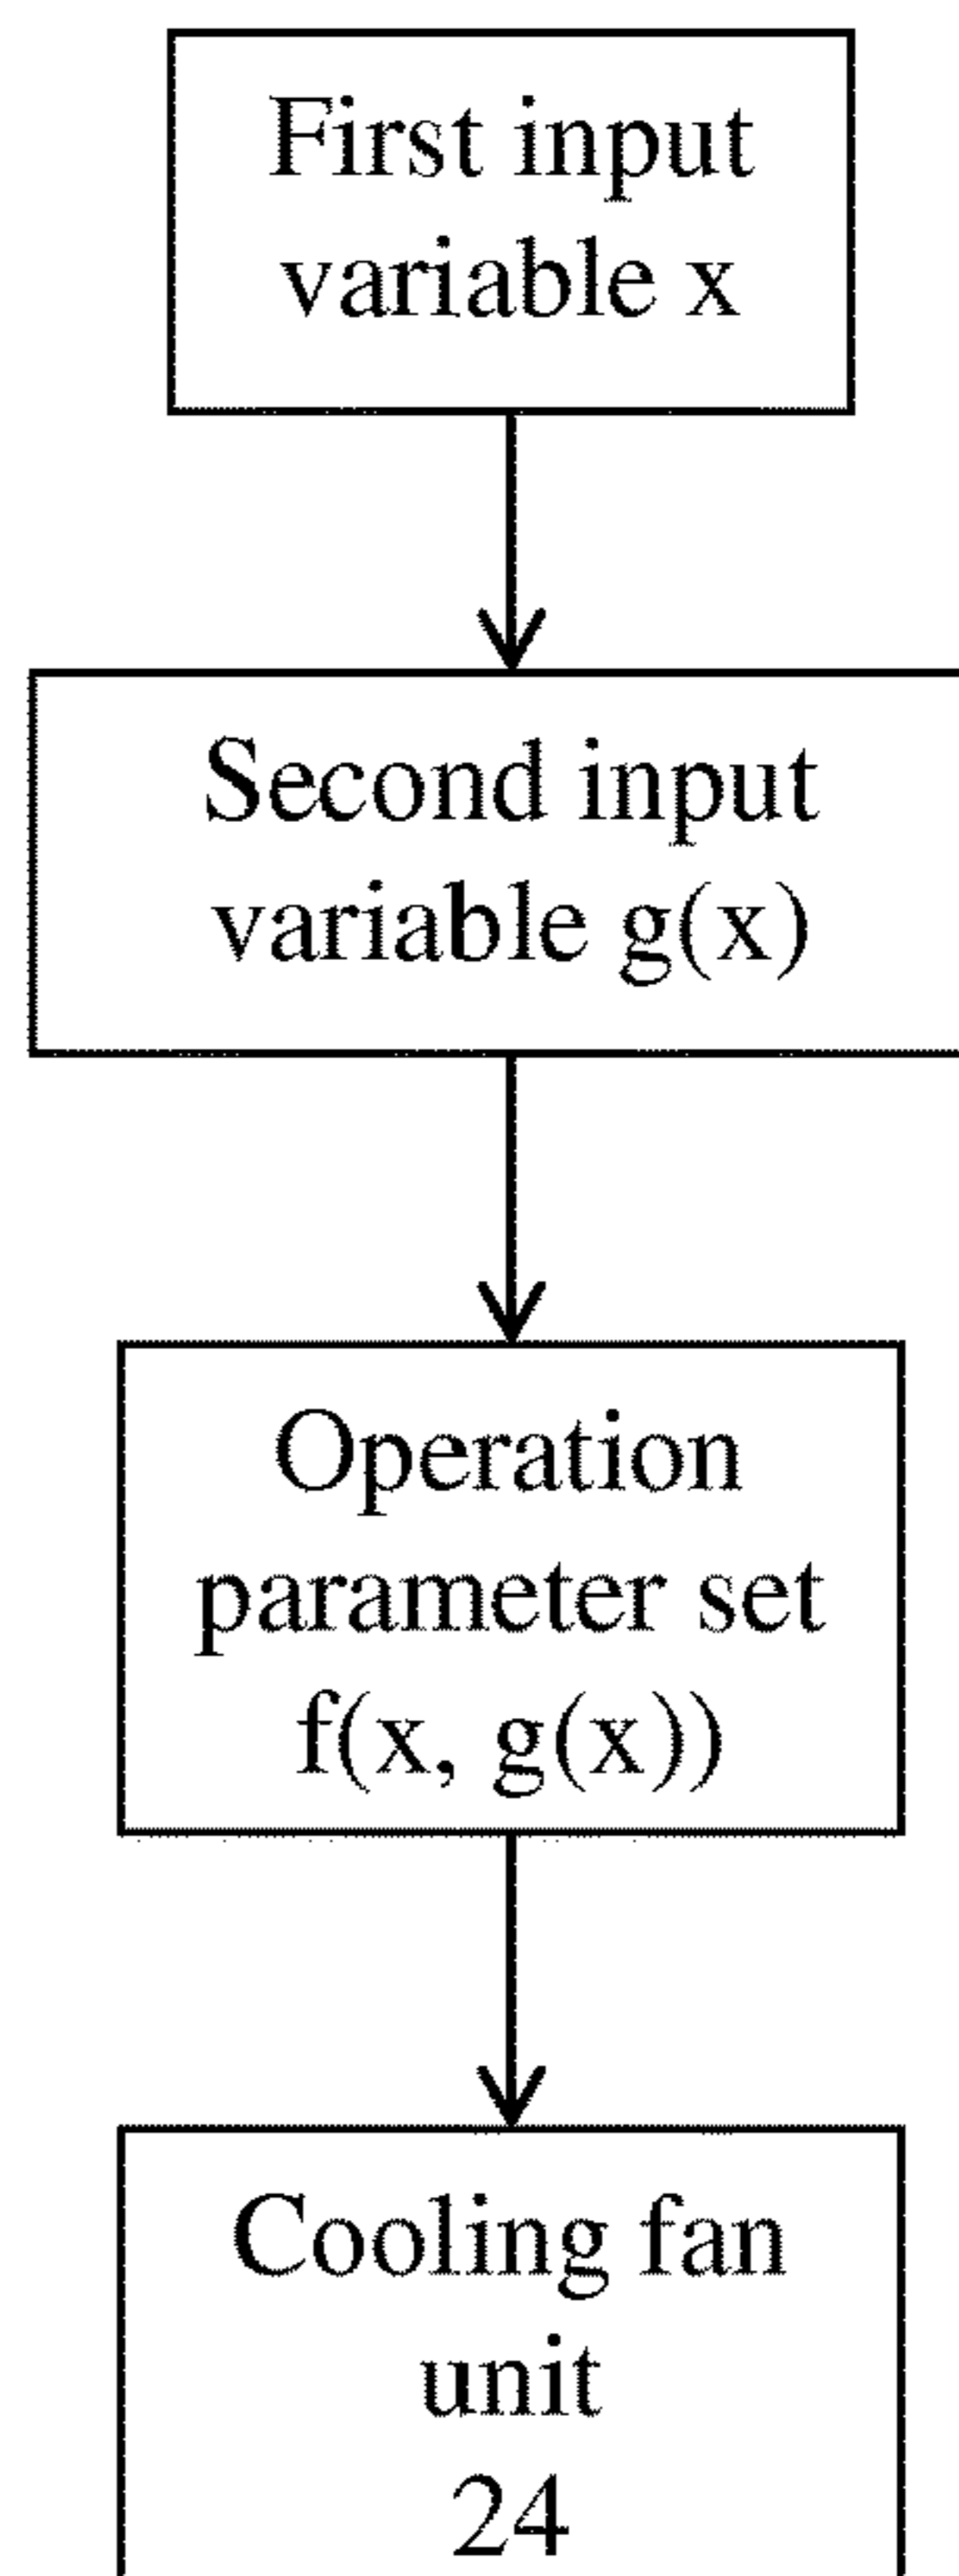 First input
variable x
Second input
variable g(x)
Operation
parameter set
f(x, g(x))
Cooling fan
unit
24